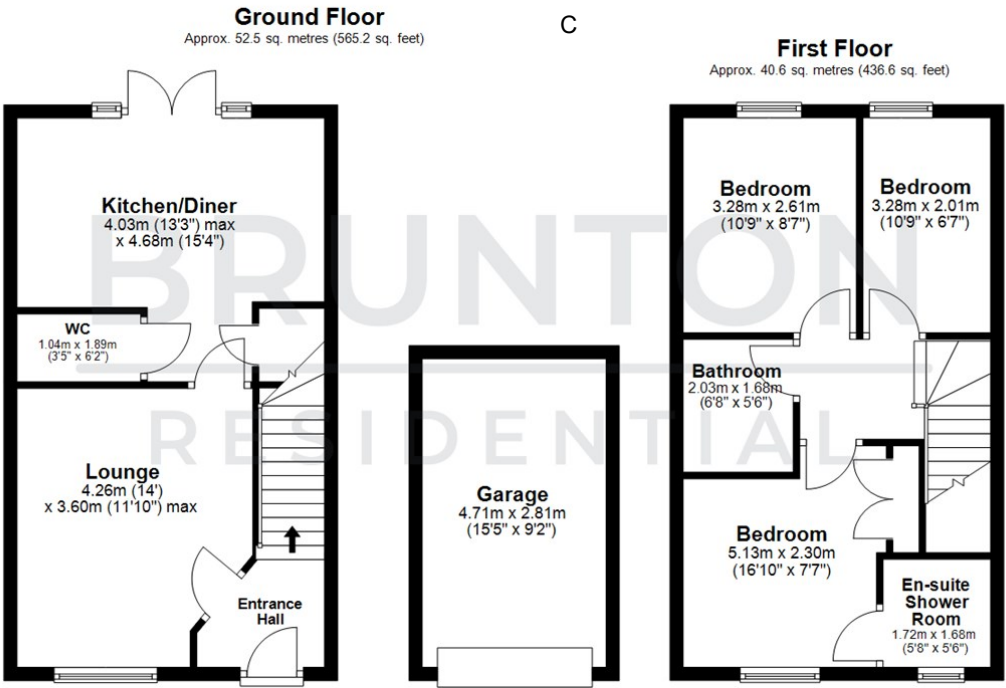 Ground Floor
Approx. 52.5 sq. metres (565.2 sq. feet)
C
First Floor
Approx. 40.6 sq. metres (436.6 sq. feet)
Kitchen/Diner
4.03m (13'3") max
x 4.68m (15'4")
WC
1.04m x 1.89m
(3'5" x 6'2")
Lounge
4.26m (14')
x 3.60m (11'10") max
Entrance
Hall
Garage
4.71m x 2.81m
(15'5" x 9'2")
Bedroom
3.28m x 2.61m
(10'9" x 8'7")
Bedroom
3.28m x 2.01m
(10'9" x 6'7")
Bathroom
2.03m x 1.68m
(6'8" x 5'6")
Bedroom
5.13m x 2.30m
(16'10" x 7'7")
En-suite
Shower
Room
1.72m x 1.68m
(5'8" x 5'6")
BRUNTON
RESIDENTIAL